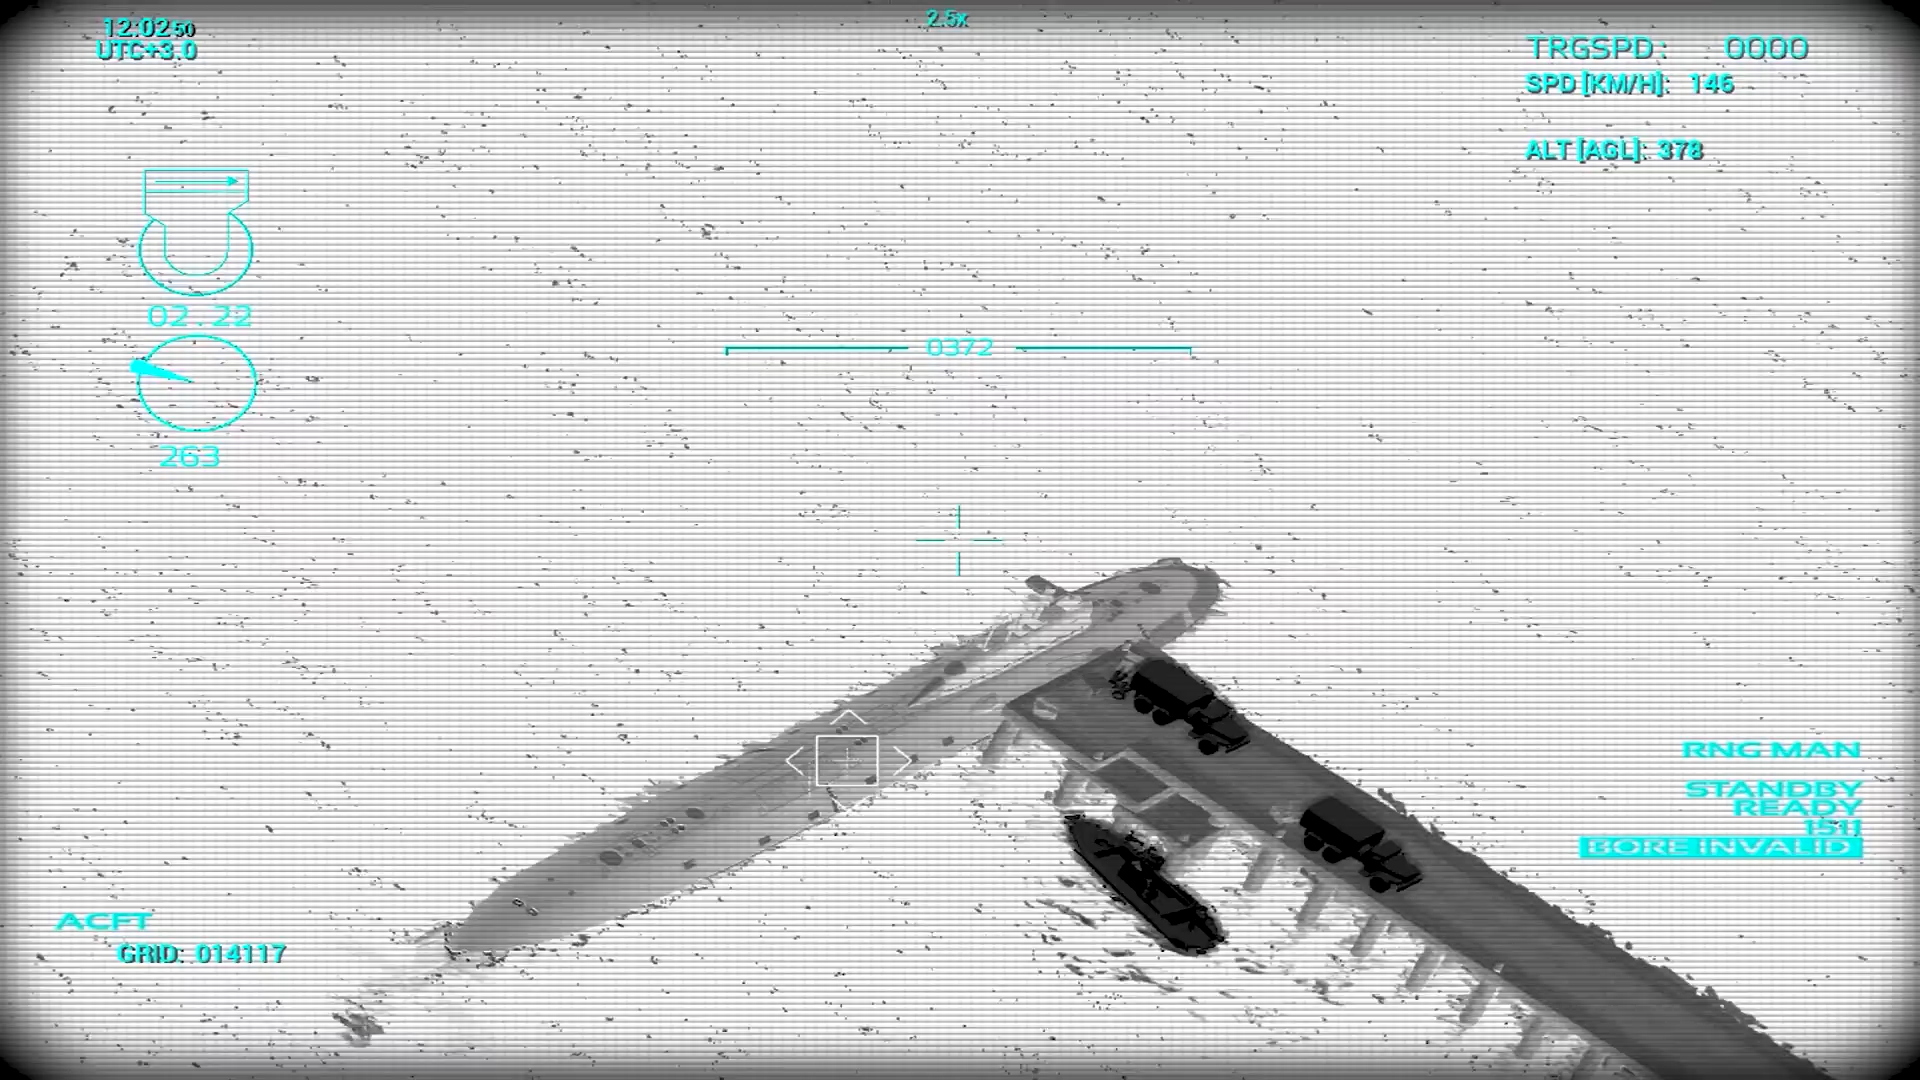 12:02 50
UTC+3.0
2.5x
TRGSPD: 0000
SPD [KM/H]: 146
ALT [AGL]: 378
02.22
0372
263
RNG MAN
STANDBY
READY
1511
BORE INVALID
ACFT
GRID: 014117